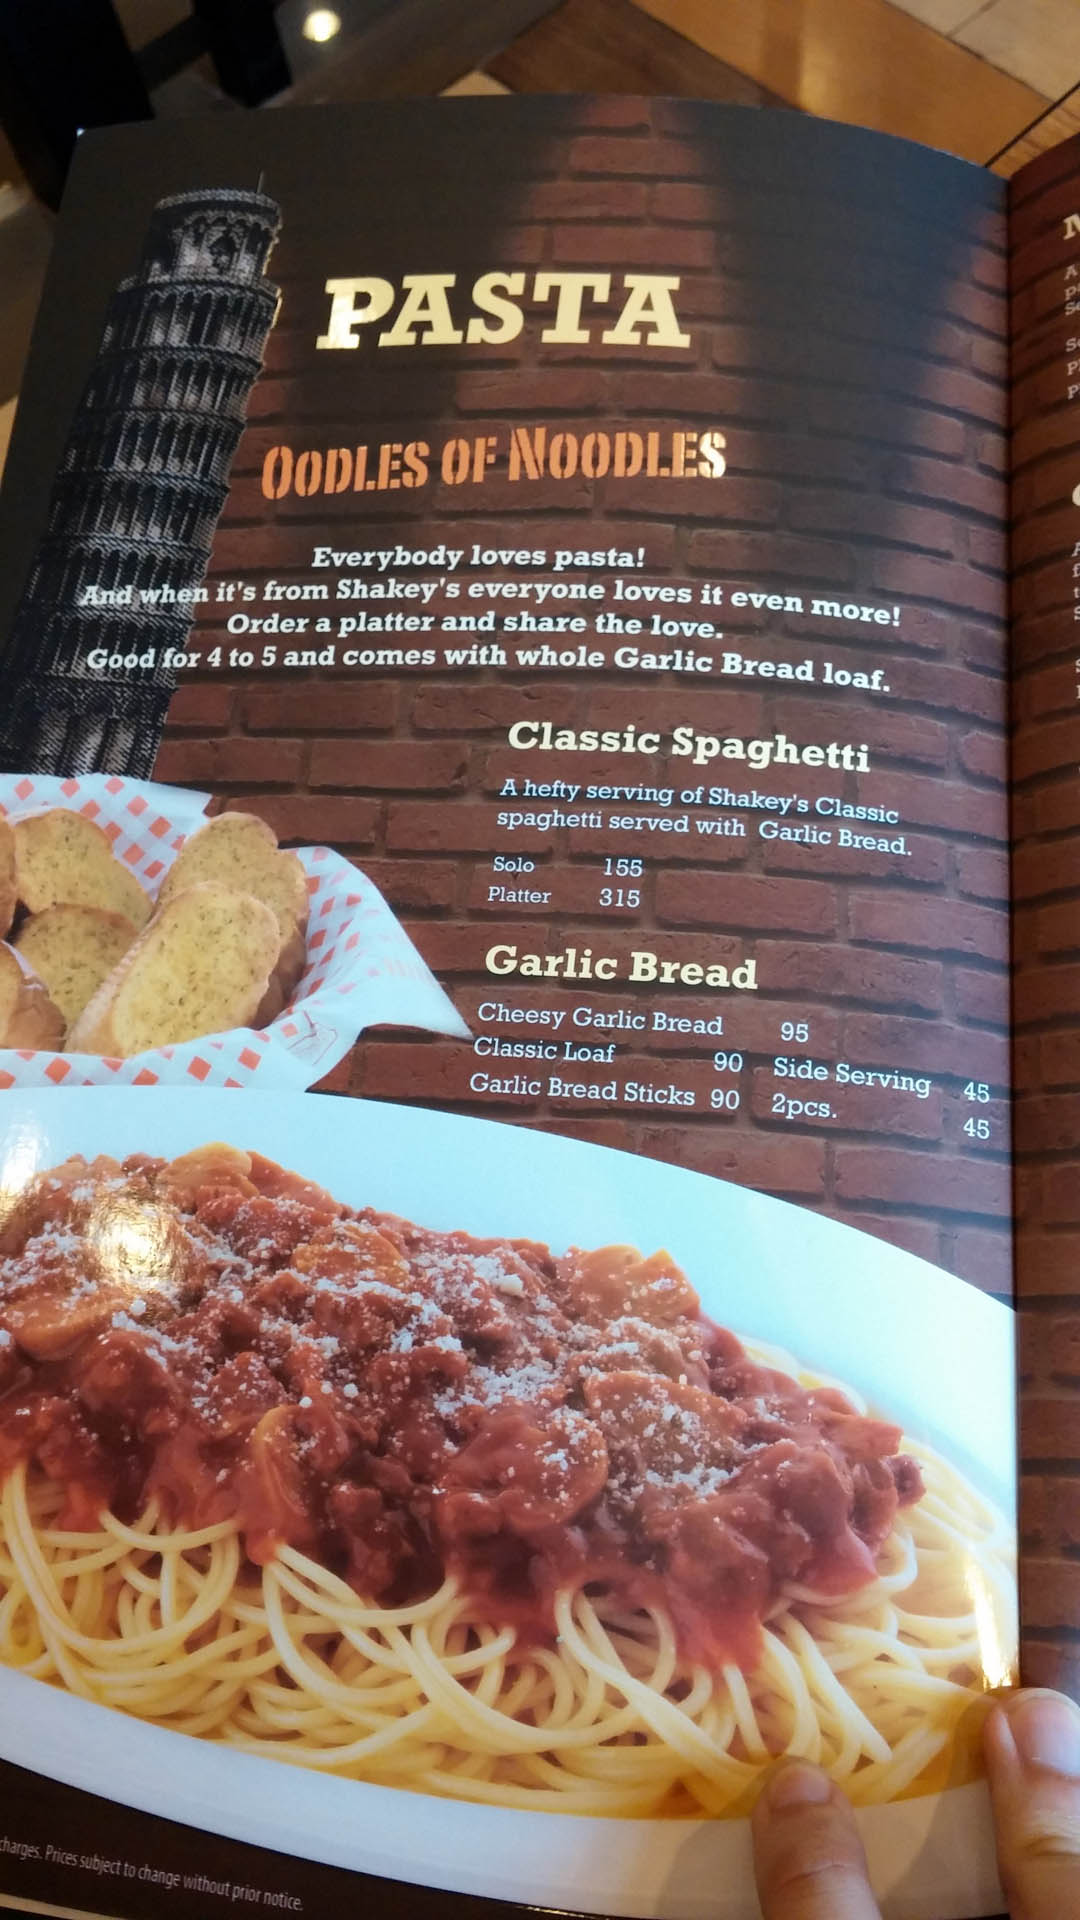 PASTA
OODLES OF NOODLES
Everybody loves pasta!
And when it's from Shakey's everyone loves it even more!
Order a platter and share the love.
Good for 4 to 5 and comes with whole Garlic Bread loaf.
Classic Spaghetti
A hefty serving of Shakey's Classic
spaghetti served with Garlic Bread.
Solo 155
Platter 315
Garlic Bread
Cheesy Garlic Bread 95
Classic Loaf 90 Side Serving 45
Garlic Bread Sticks 90 2pcs. 45
charges. Prices subject to change without prior notice.